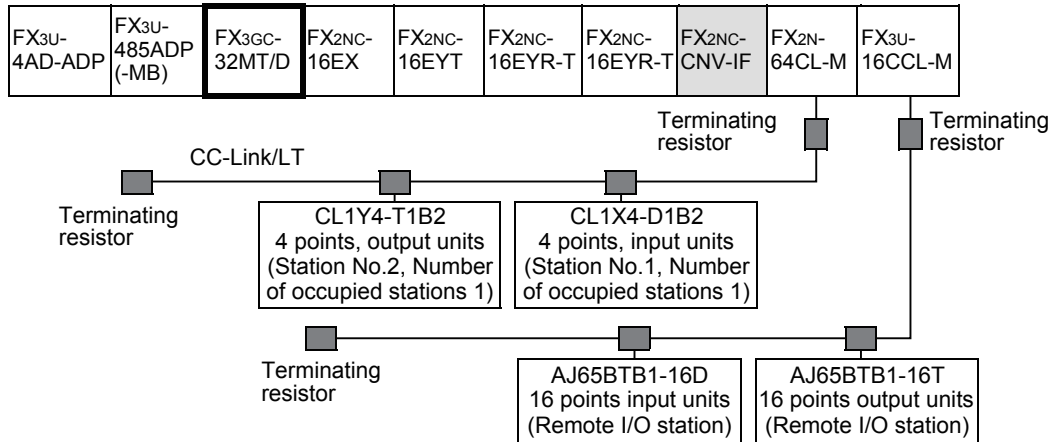 FX3U-
4AD-ADP
FX3U-
485ADP
(-MB)
FX3GC-
32MT/D
FX2NC-
16EX
FX2NC-
16EYT
FX2NC-
16EYR-T
FX2NC-
16EYR-T
FX2NC-
CNV-IF
FX2N-
64CL-M
FX3U-
16CCL-M
Terminating
resistor
Terminating
resistor
CC-Link/LT
Terminating
resistor
CL1Y4-T1B2
4 points, output units
(Station No.2, Number
of occupied stations 1)
CL1X4-D1B2
4 points, input units
(Station No.1, Number
of occupied stations 1)
Terminating
resistor
AJ65BTB1-16D
16 points input units
(Remote I/O station)
AJ65BTB1-16T
16 points output units
(Remote I/O station)